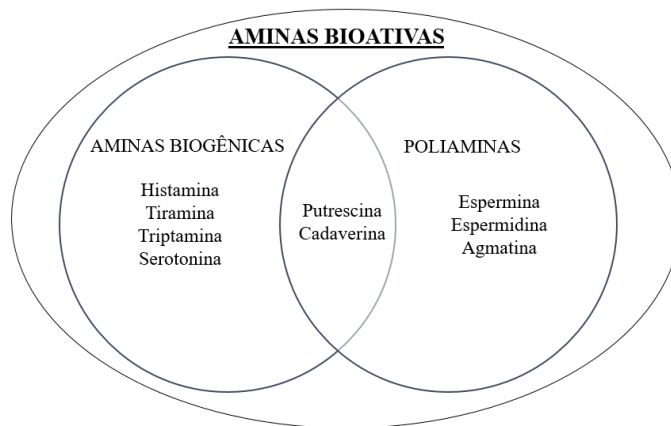 AMINAS BIOATIVAS
AMINAS BIOGÊNICAS
Histamina
Tiramina
Triptamina
Serotonina
Putrescina
Cadaverina
POLIAMINAS
Espermina
Espermidina
Agmatina